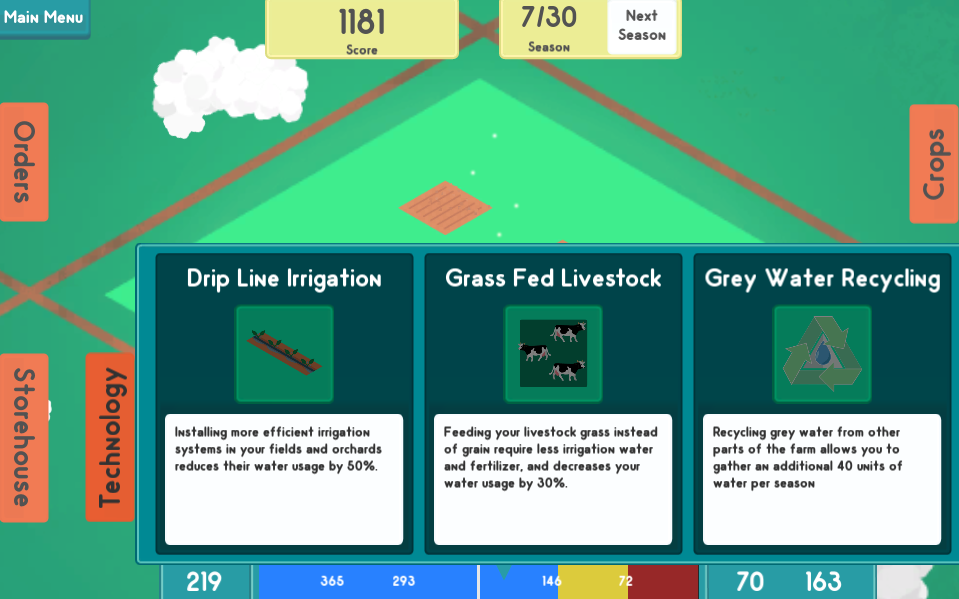 Main Menu
1181
Score
7/30
Season
Next
Season
Orders
Crops
Storehouse
Technology
Drip Line Irrigation
Installing more efficient irrigation
systems in your fields and orchards
reduces their water usage by 50%.
Grass Fed Livestock
Feeding your livestock grass instead
of grain require less irrigation water
and fertilizer, and decreases your
water usage by 30%.
Grey Water Recycling
Recycling grey water from other
parts of the farm allows you to
gather an additional 40 units of
water per season
219
365
293
146
72
70
163